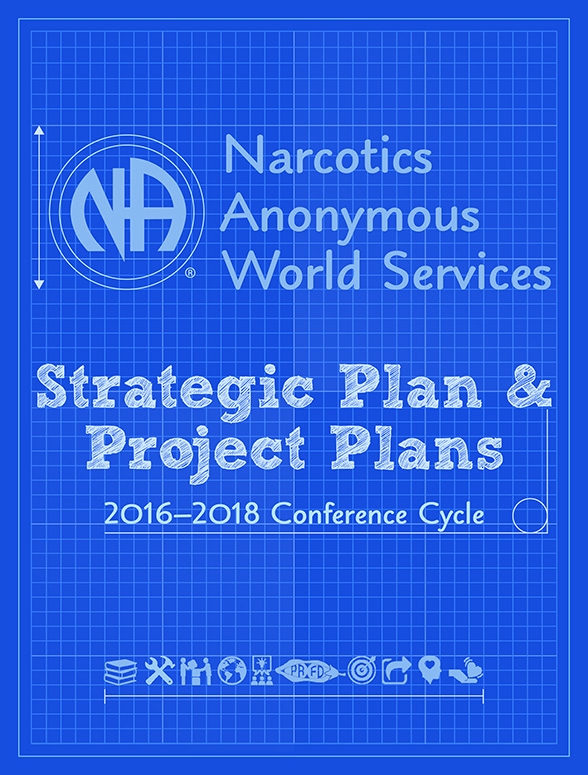 NA
®
Narcotics
Anonymous
World Services
Strategic Plan &
Project Plans
2016–2018 Conference Cycle
PR FD